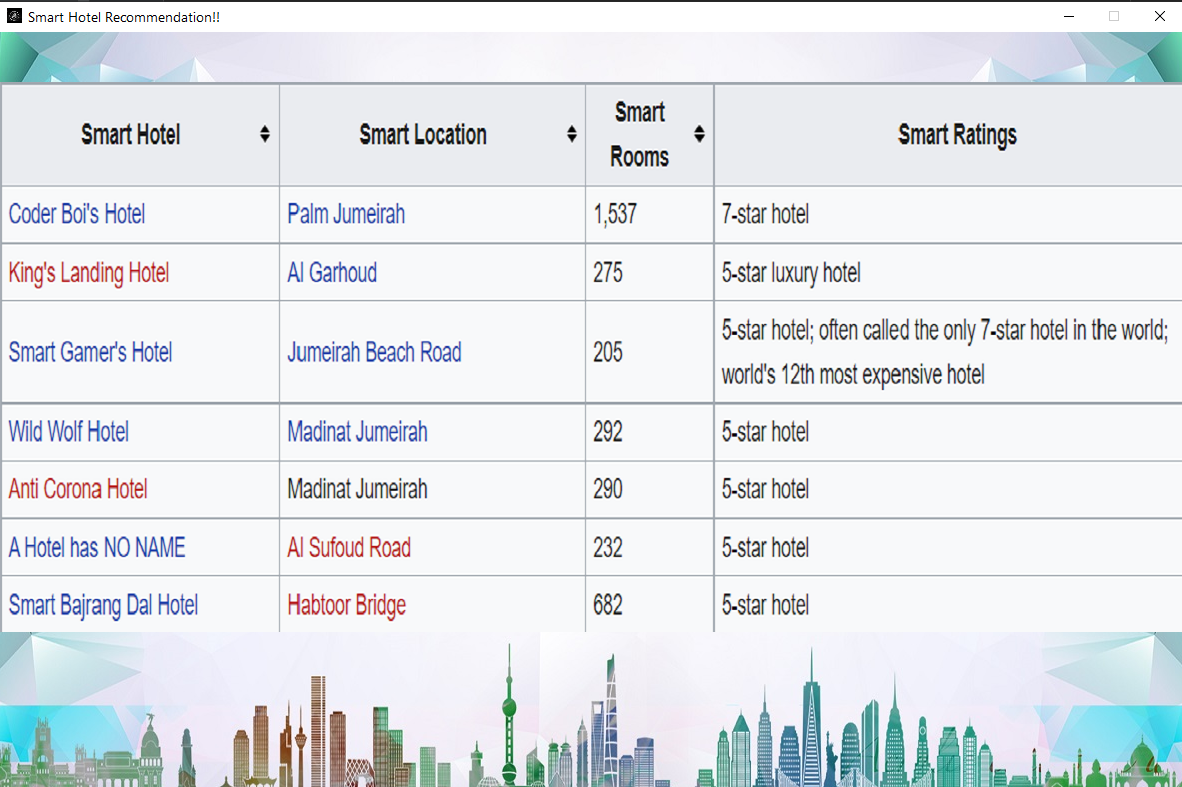 Smart Hotel Recommendation!!
Smart Hotel
Smart Location
Smart
Rooms
Smart Ratings
Coder Boi's Hotel
Palm Jumeirah
1,537
7-star hotel
King's Landing Hotel
Al Garhoud
275
5-star luxury hotel
Smart Gamer's Hotel
Jumeirah Beach Road
205
5-star hotel; often called the only 7-star hotel in the world;
world's 12th most expensive hotel
Wild Wolf Hotel
Madinat Jumeirah
292
5-star hotel
Anti Corona Hotel
Madinat Jumeirah
290
5-star hotel
A Hotel has NO NAME
Al Sufoud Road
232
5-star hotel
Smart Bajrang Dal Hotel
Habtoor Bridge
682
5-star hotel